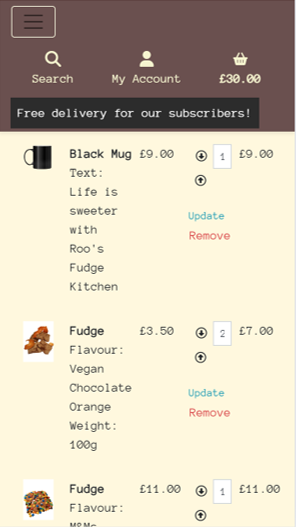 Search My Account £30.00
Free delivery for our subscribers!
Black Mug £9.00 1 £9.00
Text:
Life is
sweeter
with
Roo's
Fudge
Kitchen
Update
Remove
Fudge £3.50 2 £7.00
Flavour:
Vegan
Chocolate
Orange
Weight:
100g
Update
Remove
Fudge £11.00 1 £11.00
Flavour:
M&Ms